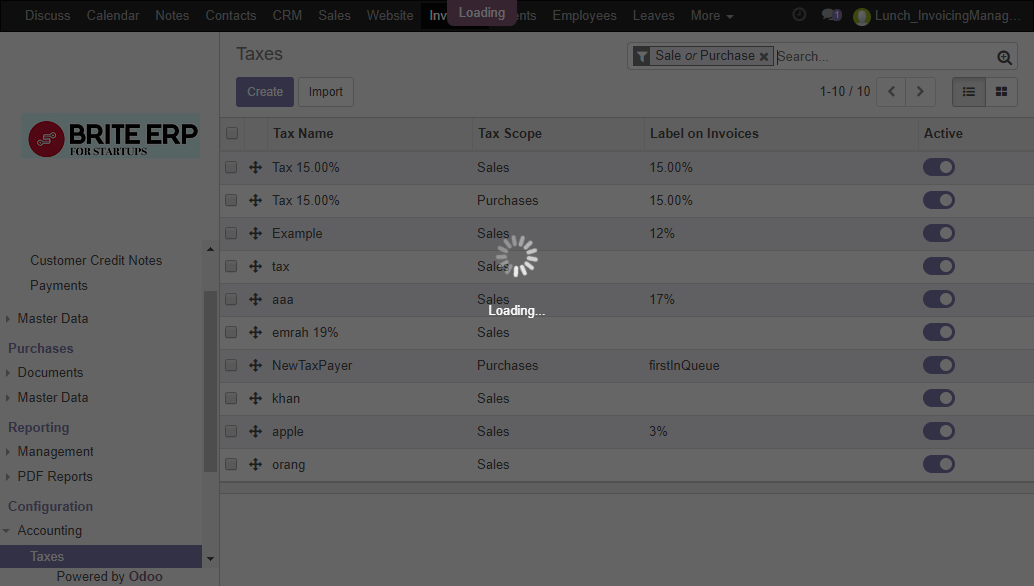 Discuss Calendar Notes Contacts CRM Sales Website Inv Loading nts Employees Leaves More 1 Lunch_InvoicingManag...
Taxes
Sale or Purchase Search...
Create Import
1-10 / 10
BRITE ERP
FOR STARTUPS
Customer Credit Notes
Payments
Master Data
Purchases
Documents
Master Data
Reporting
Management
PDF Reports
Configuration
Accounting
Taxes
Powered by Odoo
Tax Name Tax Scope Label on Invoices Active
Tax 15.00% Sales 15.00%
Tax 15.00% Purchases 15.00%
Example Sales 12%
tax Sales
aaa Sales 17%
Loading...
emrah 19% Sales
NewTaxPayer Purchases firstInQueue
khan Sales
apple Sales 3%
orang Sales